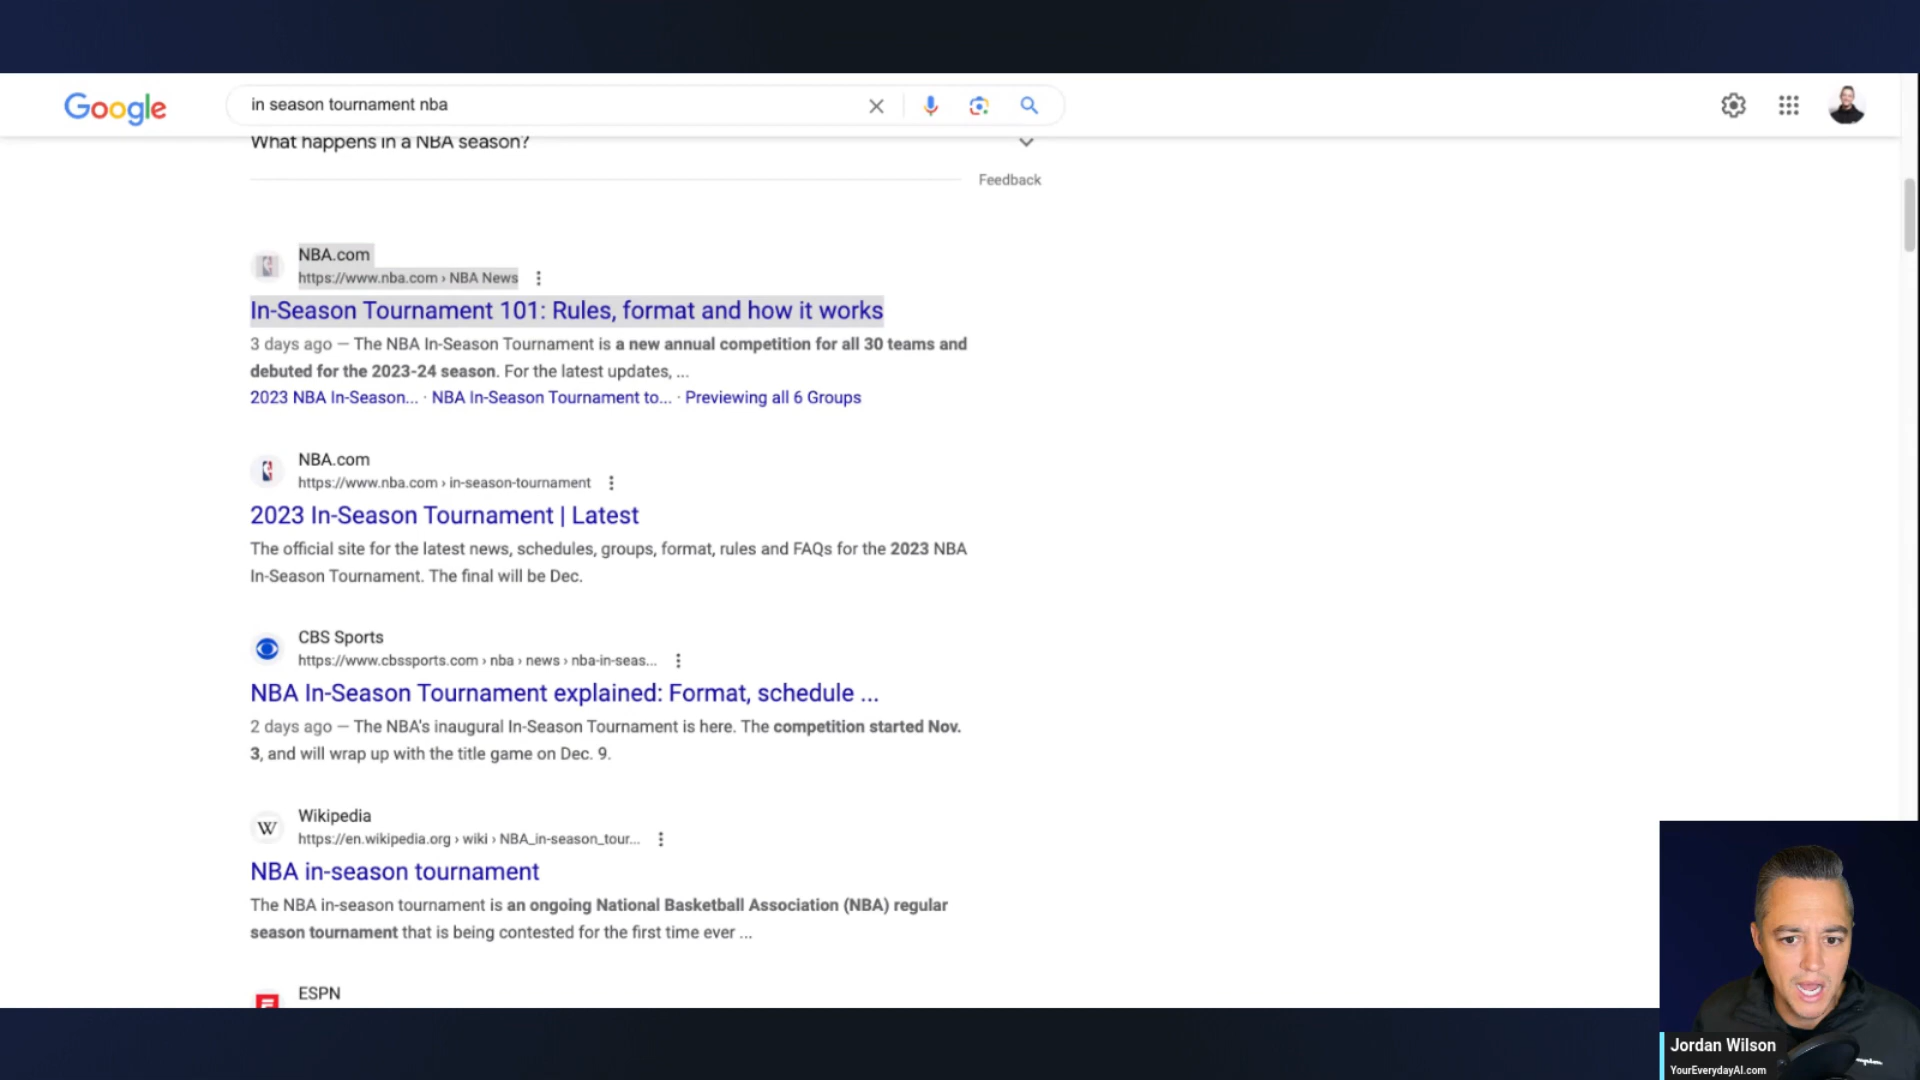 Google
in season tournament nba
What happens in a NBA season?
Feedback
NBA.com
https://www.nba.com › NBA News
In-Season Tournament 101: Rules, format and how it works
3 days ago — The NBA In-Season Tournament is a new annual competition for all 30 teams and
debuted for the 2023-24 season. For the latest updates, ...
2023 NBA In-Season... · NBA In-Season Tournament to... · Previewing all 6 Groups
NBA.com
https://www.nba.com › in-season-tournament
2023 In-Season Tournament | Latest
The official site for the latest news, schedules, groups, format, rules and FAQs for the 2023 NBA
In-Season Tournament. The final will be Dec.
CBS Sports
https://www.cbssports.com › nba › news › nba-in-seas...
NBA In-Season Tournament explained: Format, schedule ...
2 days ago — The NBA's inaugural In-Season Tournament is here. The competition started Nov.
3, and will wrap up with the title game on Dec. 9.
W
Wikipedia
https://en.wikipedia.org › wiki › NBA_in-season_tour...
NBA in-season tournament
The NBA in-season tournament is an ongoing National Basketball Association (NBA) regular
season tournament that is being contested for the first time ever ...
ESPN
Jordan Wilson
YourEverydayAI.com